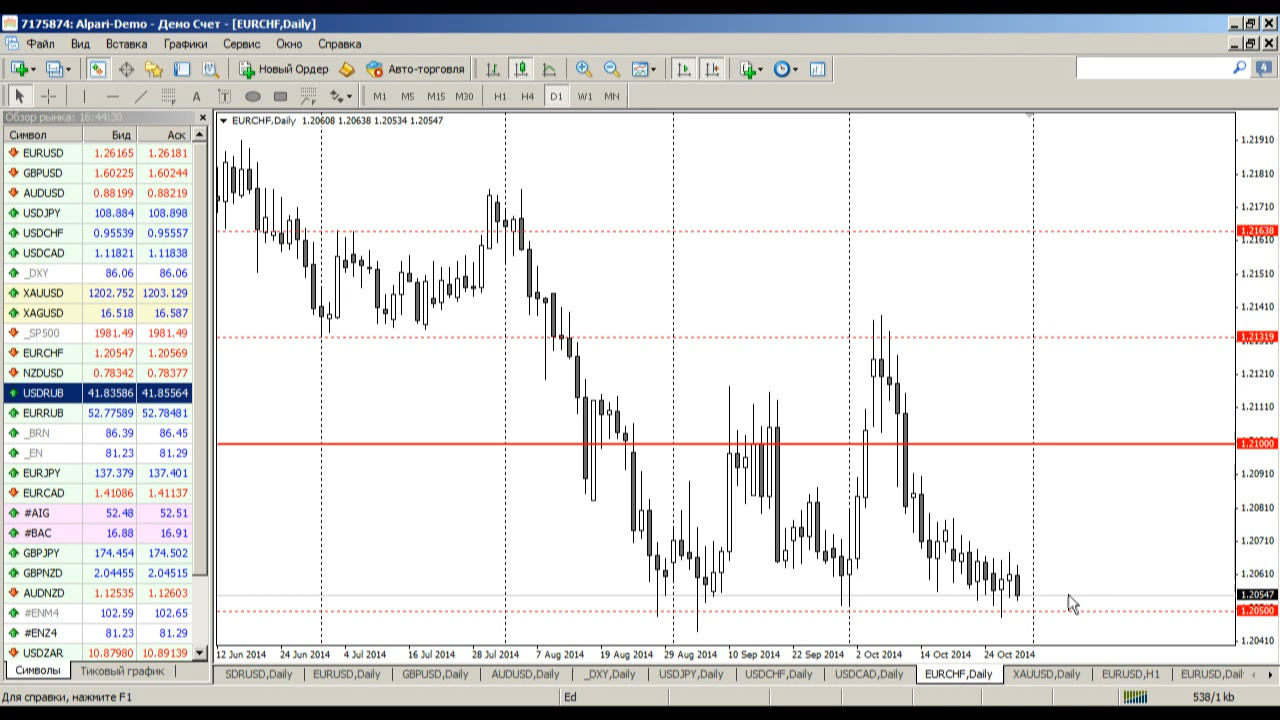 7175874: Alpari-Demo - Демо Счет - [EURCHF,Daily]
Файл Вид Вставка Графики Сервис Окно Справка
Новый Ордер Авто-торговля 4
A T M1 M5 M15 M30 H1 H4 D1 W1 MN
Обзор рынка: 16:44:30
Символ Бид Аск
EURUSD 1.26165 1.26181
GBPUSD 1.60225 1.60244
AUDUSD 0.88199 0.88219
USDJPY 108.884 108.898
USDCHF 0.95539 0.95557
USDCAD 1.11821 1.11838
_DXY 86.06 86.06
XAUUSD 1202.752 1203.129
XAGUSD 16.518 16.587
_SP500 1981.49 1981.49
EURCHF 1.20547 1.20569
NZDUSD 0.78342 0.78377
USDRUB 41.83586 41.85564
EURRUB 52.77589 52.78481
_BRN 86.39 86.45
_EN 81.23 81.29
EURJPY 137.379 137.401
EURCAD 1.41086 1.41137
#AIG 52.48 52.51
#BAC 16.88 16.91
GBPJPY 174.454 174.502
GBPNZD 2.04455 2.04515
AUDNZD 1.12535 1.12603
#ENM4 102.59 102.65
#ENZ4 81.23 81.29
USDZAR 10.87980 10.89139
Символы Тиковый график
EURCHF,Daily 1.20608 1.20638 1.20534 1.20547
1.21910
1.21810
1.21710
1.21638
1.21610
1.21510
1.21410
1.21319
1.21210
1.21110
1.21000
1.20910
1.20810
1.20710
1.20610
1.20547
1.20500
1.20410
12 Jun 2014 24 Jun 2014 4 Jul 2014 16 Jul 2014 28 Jul 2014 7 Aug 2014 19 Aug 2014 29 Aug 2014 10 Sep 2014 22 Sep 2014 2 Oct 2014 14 Oct 2014 24 Oct 2014
SDRUSD,Daily EURUSD,Daily GBPUSD,Daily AUDUSD,Daily _DXY,Daily USDJPY,Daily USDCHF,Daily USDCAD,Daily EURCHF,Daily XAUUSD,Daily EURUSD,H1 EURUSD,Dail
Для справки, нажмите F1 Ed 538/1 kb